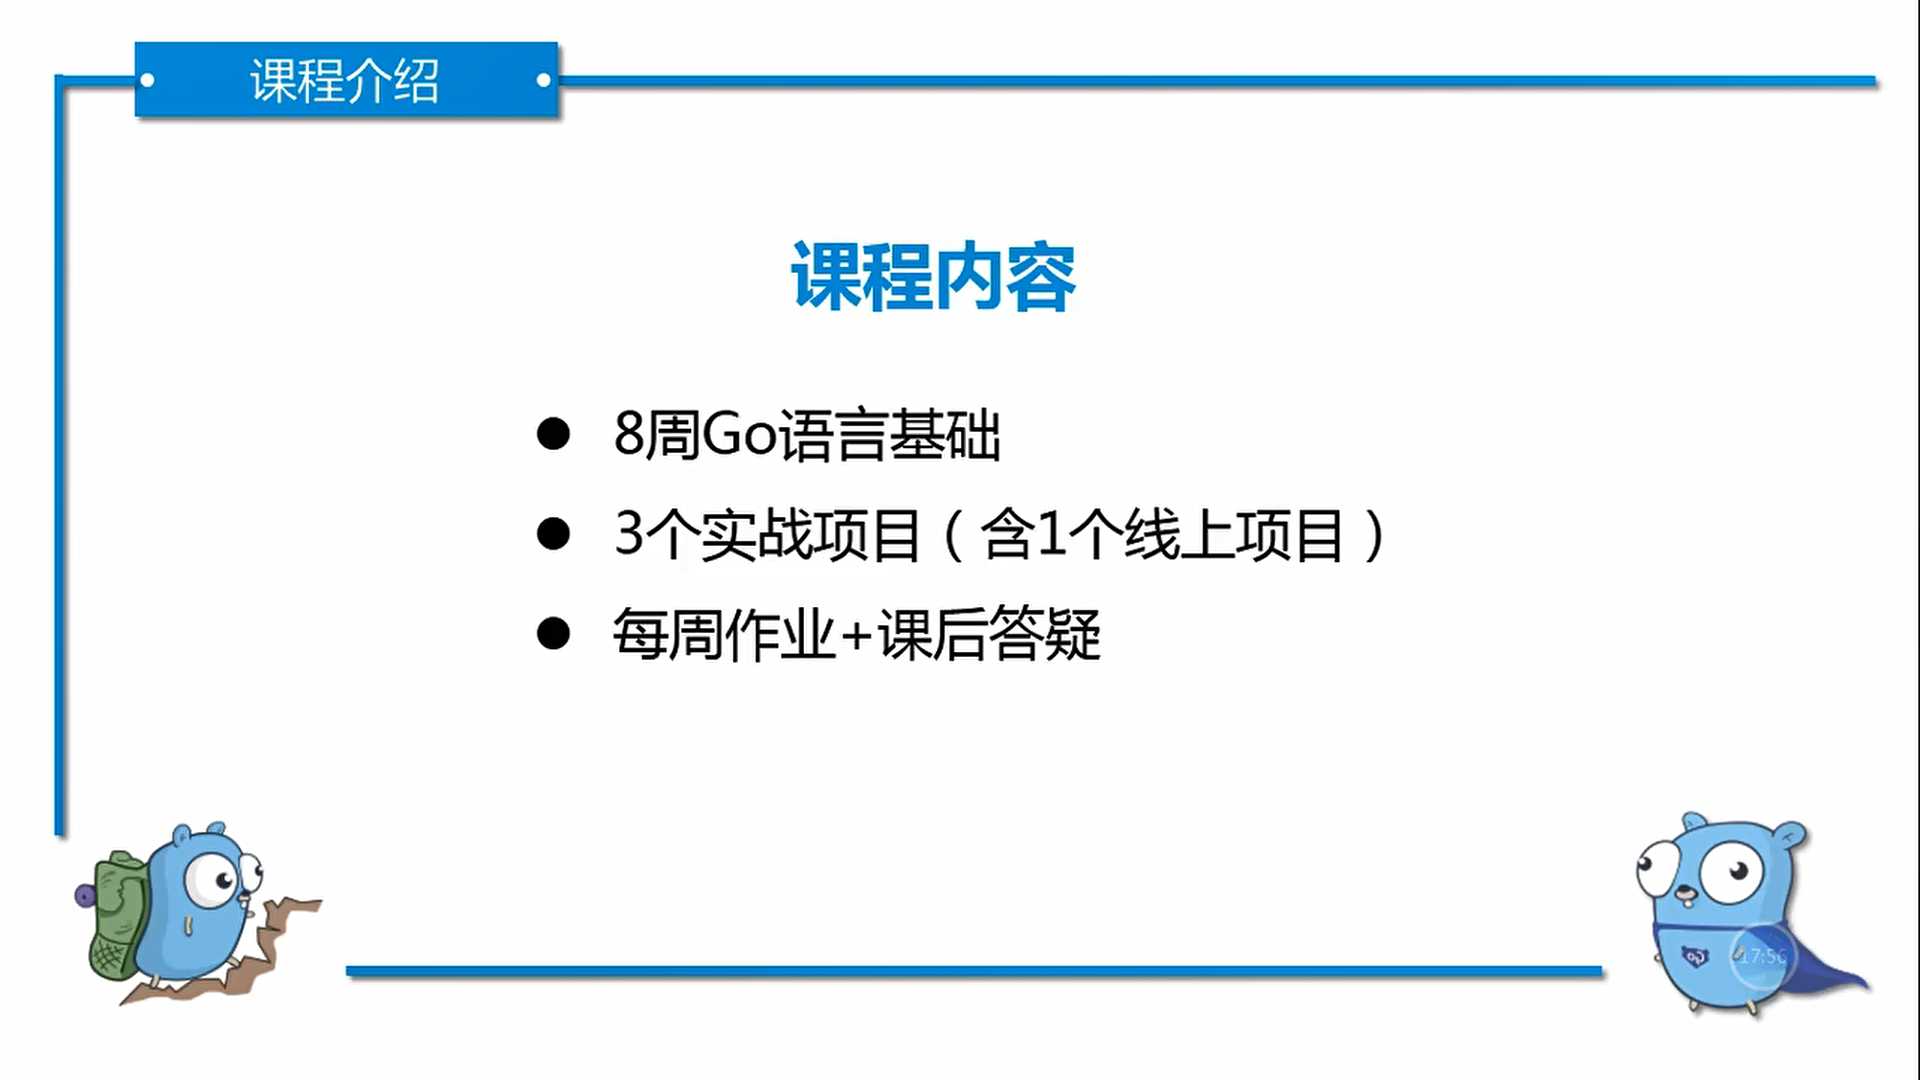 课程介绍
课程内容
● 8周Go语言基础
● 3个实战项目（含1个线上项目）
● 每周作业+课后答疑
17:56